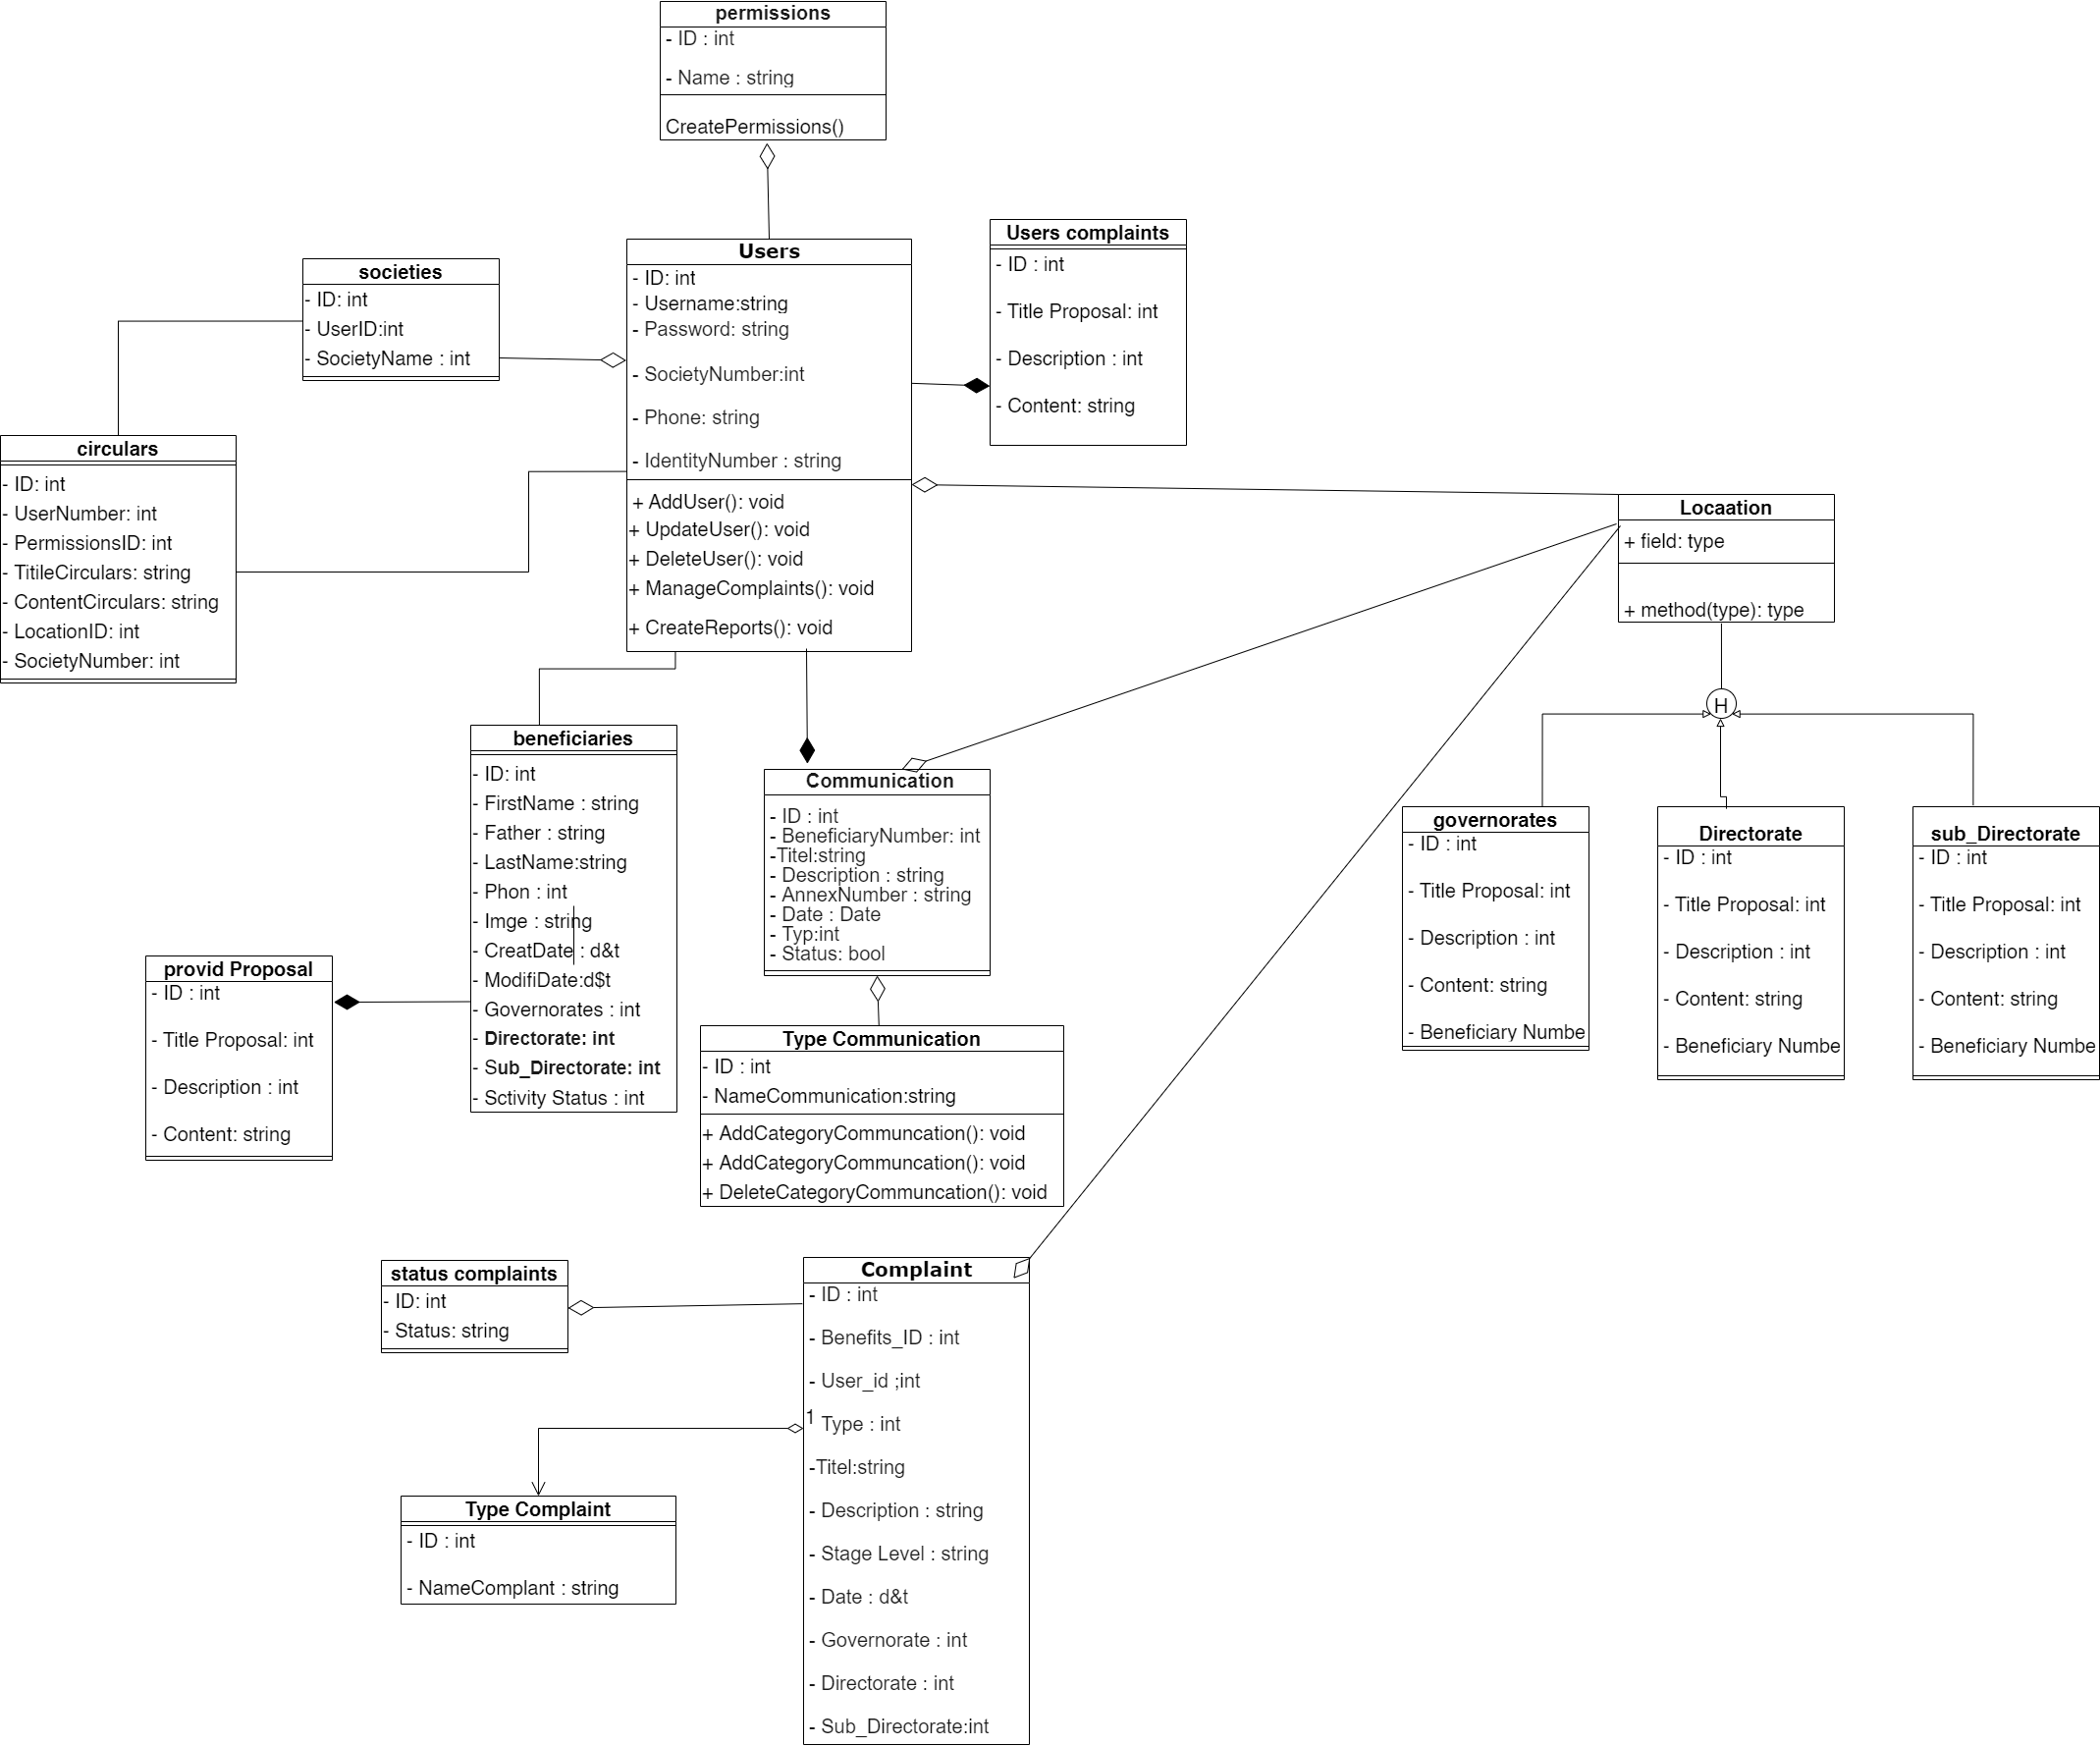 permissions
- ID : int
- Name : string
CreatePermissions()
Users
- ID: int
- Username:string
- Password: string
- SocietyNumber:int
- Phone: string
- IdentityNumber : string
+ AddUser(): void
+ UpdateUser(): void
+ DeleteUser(): void
+ ManageComplaints(): void
+ CreateReports(): void
Users complaints
- ID : int
- Title Proposal: int
- Description : int
- Content: string
societies
- ID: int
- UserID:int
- SocietyName : int
circulars
- ID: int
- UserNumber: int
- PermissionsID: int
- TitileCirculars: string
- ContentCirculars: string
- LocationID: int
- SocietyNumber: int
Locaation
+ field: type
+ method(type): type
H
beneficiaries
- ID: int
- FirstName : string
- Father : string
- LastName:string
- Phon : int
- Imge : string
- CreatDate : d&t
- ModifiDate:d$t
- Governorates : int
- Directorate: int
- Sub_Directorate: int
- Sctivity Status : int
Communication
- ID : int
- BeneficiaryNumber: int
-Titel:string
- Description : string
- AnnexNumber : string
- Date : Date
- Typ:int
- Status: bool
governorates
- ID : int
- Title Proposal: int
- Description : int
- Content: string
- Beneficiary Numbe
Directorate
- ID : int
- Title Proposal: int
- Description : int
- Content: string
- Beneficiary Numbe
sub_Directorate
- ID : int
- Title Proposal: int
- Description : int
- Content: string
- Beneficiary Numbe
provid Proposal
- ID : int
- Title Proposal: int
- Description : int
- Content: string
Type Communication
- ID : int
- NameCommunication:string
+ AddCategoryCommuncation(): void
+ AddCategoryCommuncation(): void
+ DeleteCategoryCommuncation(): void
status complaints
- ID: int
- Status: string
Complaint
- ID : int
- Benefits_ID : int
- User_id ;int
1 Type : int
-Titel:string
- Description : string
- Stage Level : string
- Date : d&t
- Governorate : int
- Directorate : int
- Sub_Directorate:int
Type Complaint
- ID : int
- NameComplant : string